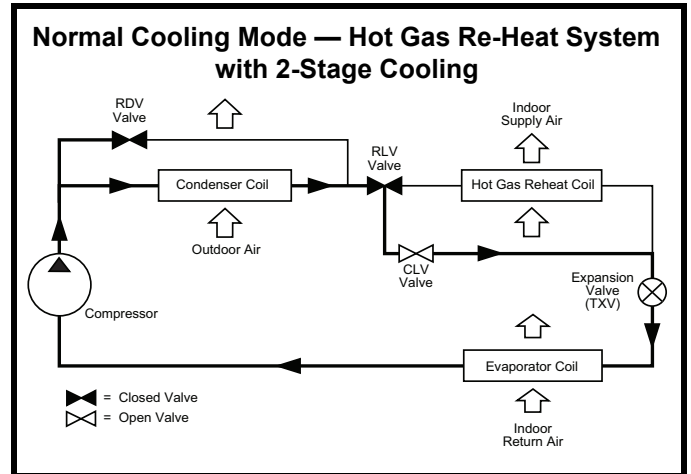 Normal Cooling Mode — Hot Gas Re-Heat System
with 2-Stage Cooling
RDV
Valve
Indoor
Supply Air
RLV
Valve
Condenser Coil
Hot Gas Reheat Coil
Outdoor Air
CLV
Valve
Expansion
Valve
(TXV)
Compressor
Evaporator Coil
= Closed Valve
= Open Valve
Indoor
Return Air